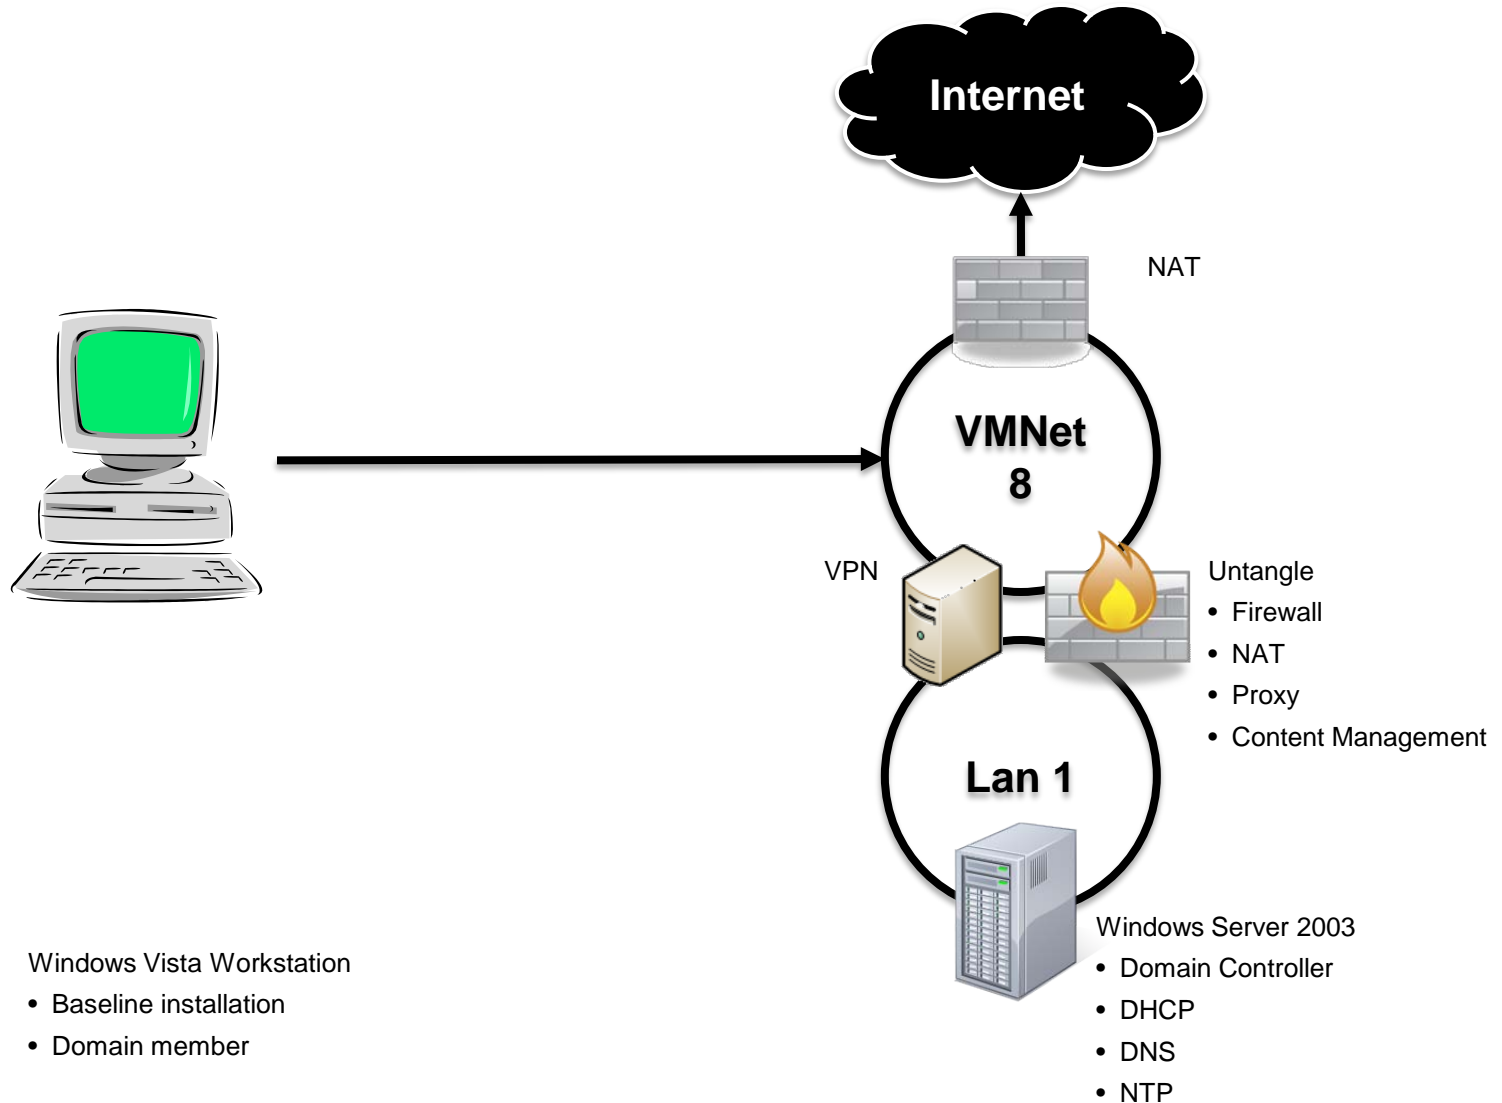 Internet
NAT
VMNet
8
VPN
Untangle
• Firewall
• NAT
• Proxy
• Content Management
Lan 1
Windows Server 2003
• Domain Controller
• DHCP
• DNS
• NTP
Windows Vista Workstation
• Baseline installation
• Domain member